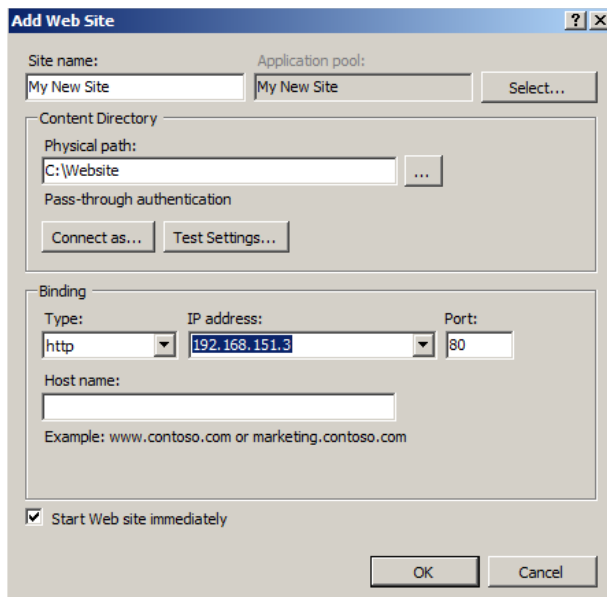 Add Web Site
Site name:
Application pool:
My New Site
My New Site
Select...
Content Directory
Physical path:
C:\Website
...
Pass-through authentication
Connect as...
Test Settings...
Binding
Type:
IP address:
Port:
http
192.168.151.3
80
Host name:
Example: www.contoso.com or marketing.contoso.com
Start Web site immediately
OK
Cancel